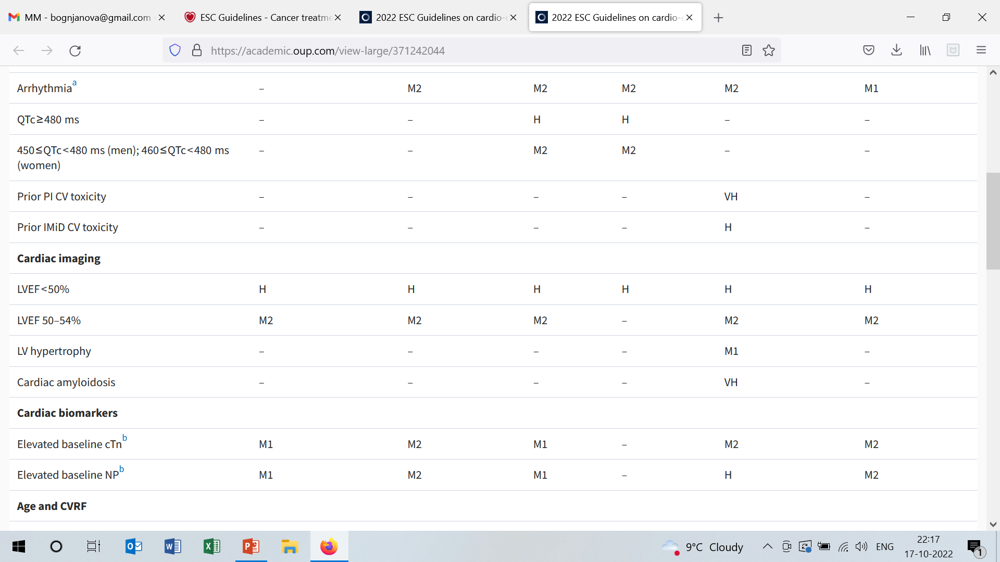 MM - bognjanova@gmail.com -
ESC Guidelines - Cancer treatme
2022 ESC Guidelines on cardio-
2022 ESC Guidelines on cardio-
https://academic.oup.com/view-large/371242044
Arrhythmia a – M2 M2 M2 M2 M1
QTc≥480 ms – – H H – –
450≤QTc<480 ms (men); 460≤QTc<480 ms – – M2 M2 – –
(women)
Prior PI CV toxicity – – – – VH –
Prior IMiD CV toxicity – – – – H –
Cardiac imaging
LVEF<50% H H H H H H
LVEF 50–54% M2 M2 M2 – M2 M2
LV hypertrophy – – – – M1 –
Cardiac amyloidosis – – – – VH –
Cardiac biomarkers
Elevated baseline cTn b M1 M2 M1 – M2 M2
Elevated baseline NP b M1 M2 M1 – H M2
Age and CVRF
9°C Cloudy
ENG
22:17
17-10-2022
1